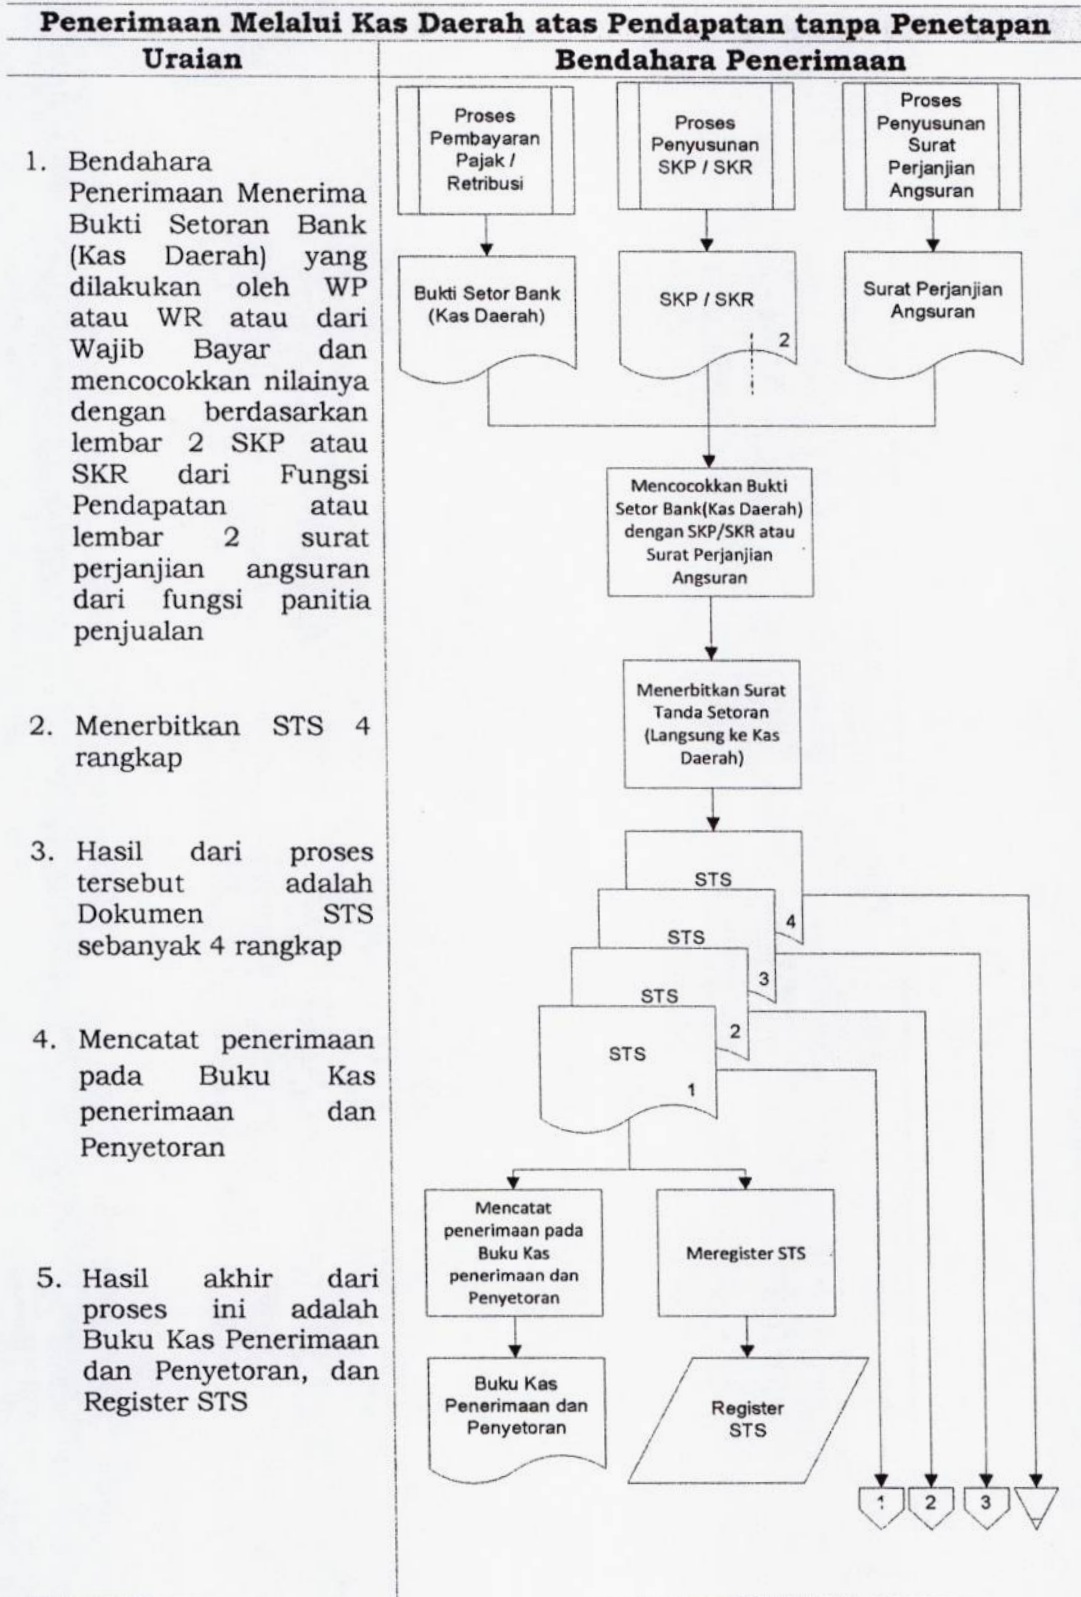 Penerimaan Melalui Kas Daerah atas Pendapatan tanpa Penetapan
Uraian
Bendahara Penerimaan
1. Bendahara
Penerimaan Menerima
Bukti Setoran Bank
(Kas Daerah) yang
dilakukan oleh WP
atau WR atau dari
Wajib Bayar dan
mencocokkan nilainya
dengan berdasarkan
lembar 2 SKP atau
SKR dari Fungsi
Pendapatan atau
lembar 2 surat
perjanjian angsuran
dari fungsi panitia
penjualan
2. Menerbitkan STS 4
rangkap
3. Hasil dari proses
tersebut adalah
Dokumen STS
sebanyak 4 rangkap
4. Mencatat penerimaan
pada Buku Kas
penerimaan dan
Penyetoran
5. Hasil akhir dari
proses ini adalah
Buku Kas Penerimaan
dan Penyetoran, dan
Register STS
Proses
Pembayaran
Pajak /
Retribusi
Proses
Penyusunan
SKP / SKR
Proses
Penyusunan
Surat
Perjanjian
Angsuran
Bukti Setor Bank
(Kas Daerah)
SKP / SKR
2
Surat Perjanjian
Angsuran
Mencocokkan Bukti
Setor Bank(Kas Daerah)
dengan SKP/SKR atau
Surat Perjanjian
Angsuran
Menerbitkan Surat
Tanda Setoran
(Langsung ke Kas
Daerah)
STS
4
STS
3
STS
2
STS
1
Mencatat
penerimaan pada
Buku Kas
penerimaan dan
Penyetoran
Meregister STS
Buku Kas
Penerimaan dan
Penyetoran
Register
STS
1
2
3